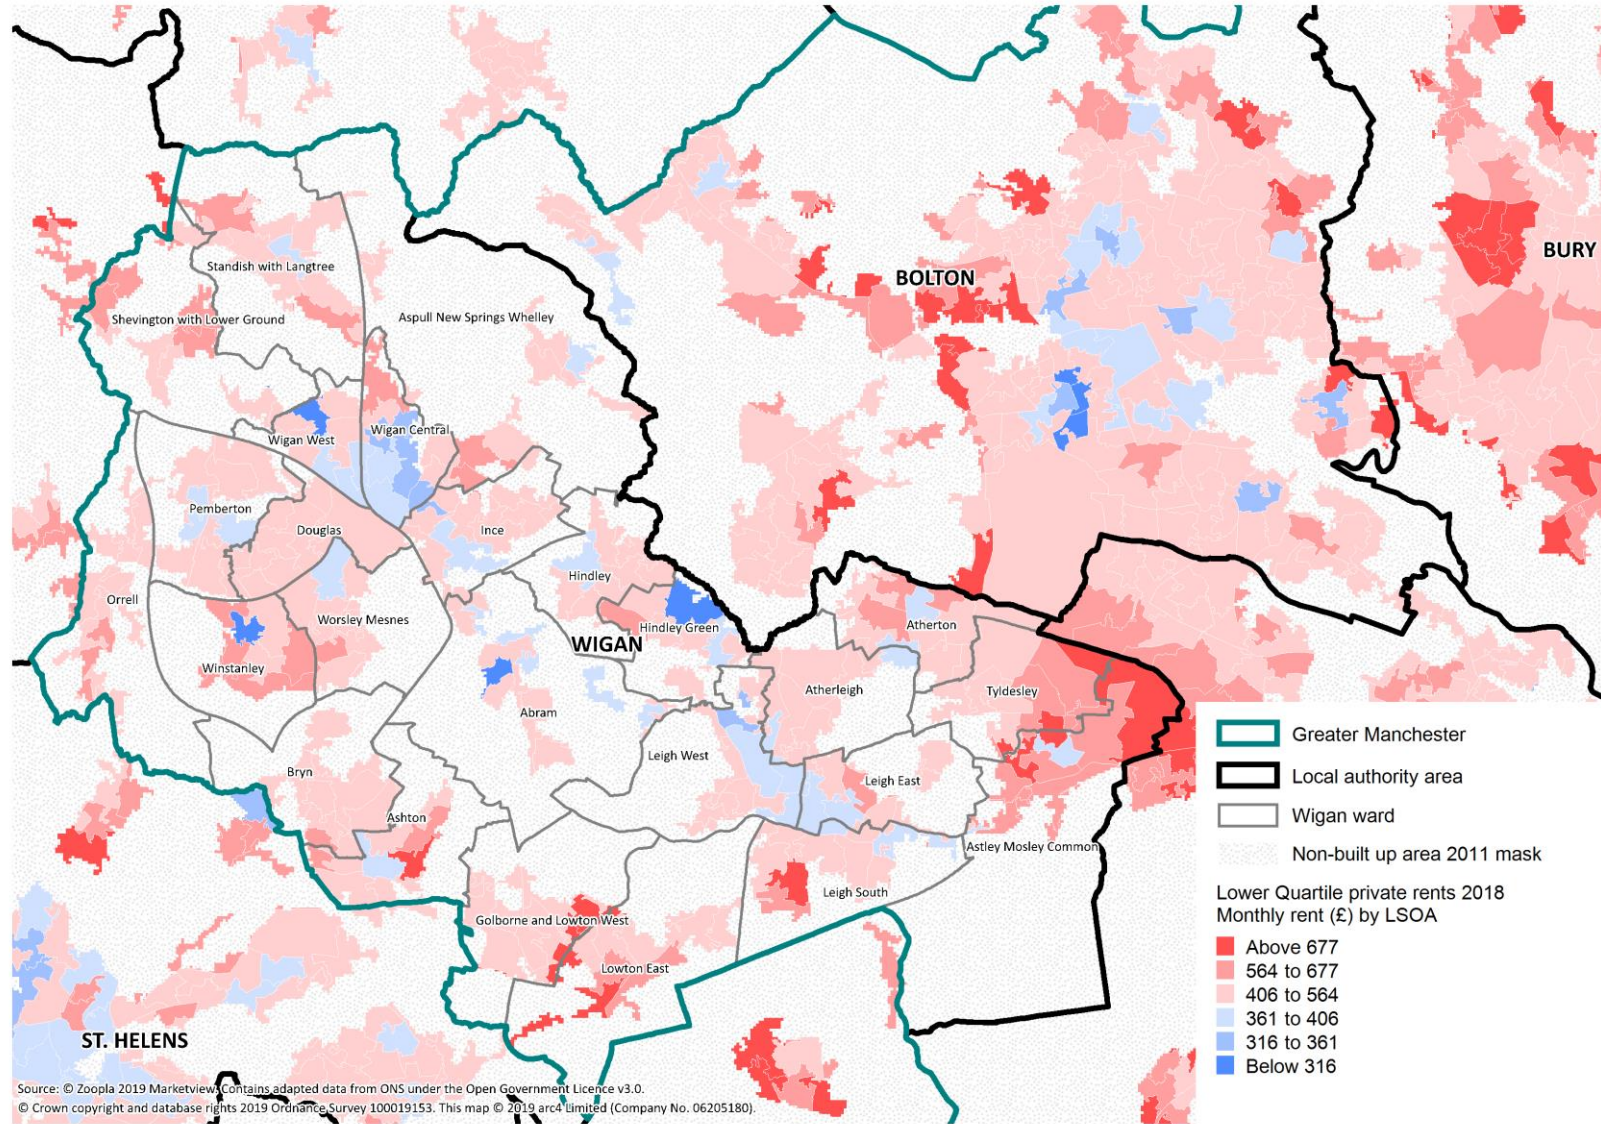 BURY
BOLTON
Standish with Langtree
Shevington with Lower Ground
Aspull New Springs Whelley
Wigan West
Wigan Central
Pemberton
Douglas
Ince
Hindley
Orrell
Worsley Mesnes
Hindley Green
Atherton
WIGAN
Winstanley
Atherleigh
Tyldesley
Abram
Leigh West
Bryn
Leigh East
Ashton
Astley Mosley Common
Leigh South
Golborne and Lowton West
Lowton East
ST. HELENS
Greater Manchester
Local authority area
Wigan ward
Non-built up area 2011 mask
Lower Quartile private rents 2018
Monthly rent (£) by LSOA
Above 677
564 to 677
406 to 564
361 to 406
316 to 361
Below 316
Source: © Zoopla 2019 Marketview. Contains adapted data from ONS under the Open Government Licence v3.0.
© Crown copyright and database rights 2019 Ordnance Survey 100019153. This map © 2019 arc4 Limited (Company No. 06205180).